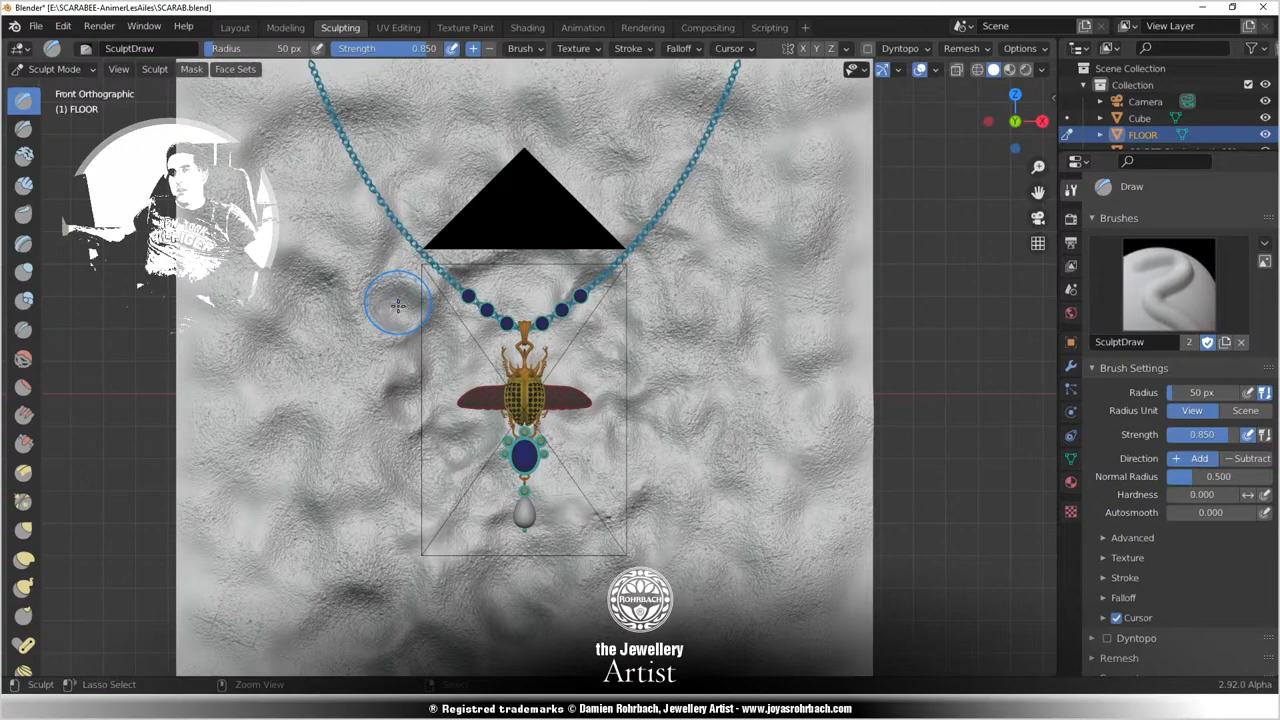 Blender* [E:\SCARABEE-AnimerLesAiles\SCARAB.blend]
File Edit Render Window Help Layout Modeling Sculpting UV Editing Texture Paint Shading Animation Rendering Compositing Scripting Scene View Layer
SculptDraw Radius 50 px Strength 0.850 Brush Texture Stroke Falloff Cursor X Y Z Dyntopo Remesh Options
Sculpt Mode View Sculpt Mask Face Sets
Front Orthographic
(1) FLOOR
Z
Y
X
Scene Collection
Collection
Camera
Cube
FLOOR
Draw
Brushes
SculptDraw 2
Brush Settings
Radius 50 px
Radius Unit View Scene
Strength 0.850
Direction + Add − Subtract
Normal Radius 0.500
Hardness 0.000
Autosmooth 0.000
Advanced
Texture
Stroke
Falloff
Cursor
Dyntopo
Remesh
NEW YORK
ROHRBACH
the Jewellery
Artist
Sculpt Lasso Select Zoom View Select 2.92.0 Alpha
® Registered trademarks © Damien Rohrbach, Jewellery Artist - www.joyasrohrbach.com